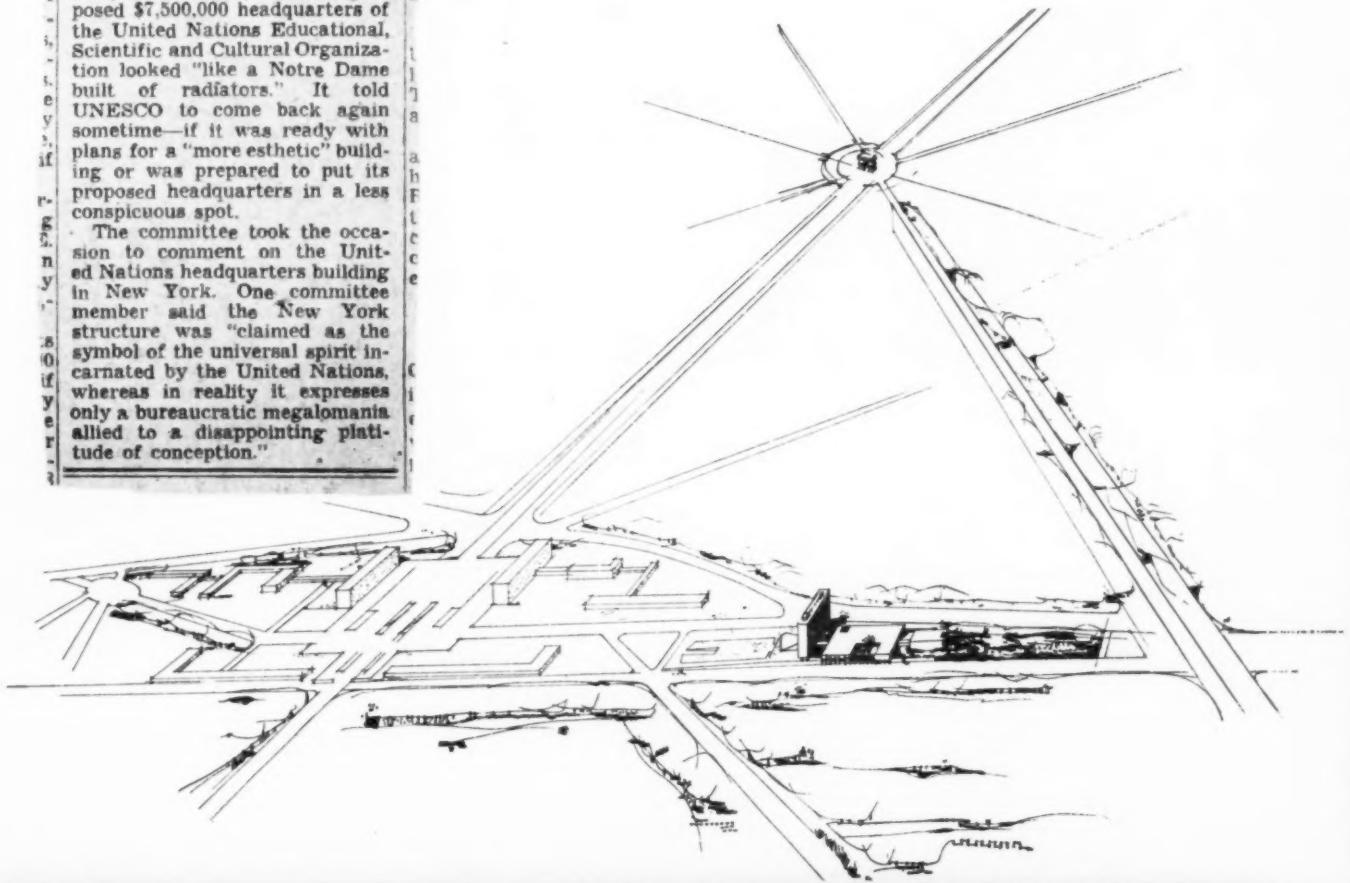 posed $7,500,000 headquarters of
the United Nations Educational,
Scientific and Cultural Organiza-
tion looked "like a Notre Dame
built of radiators." It told
UNESCO to come back again
sometime—if it was ready with
plans for a "more esthetic" build-
ing or was prepared to put its
proposed headquarters in a less
conspicuous spot.
The committee took the occa-
sion to comment on the Unit-
ed Nations headquarters building
in New York. One committee
member said the New York
structure was "claimed as the
symbol of the universal spirit in-
carnated by the United Nations,
whereas in reality it expresses
only a bureaucratic megalomania
allied to a disappointing plati-
tude of conception."